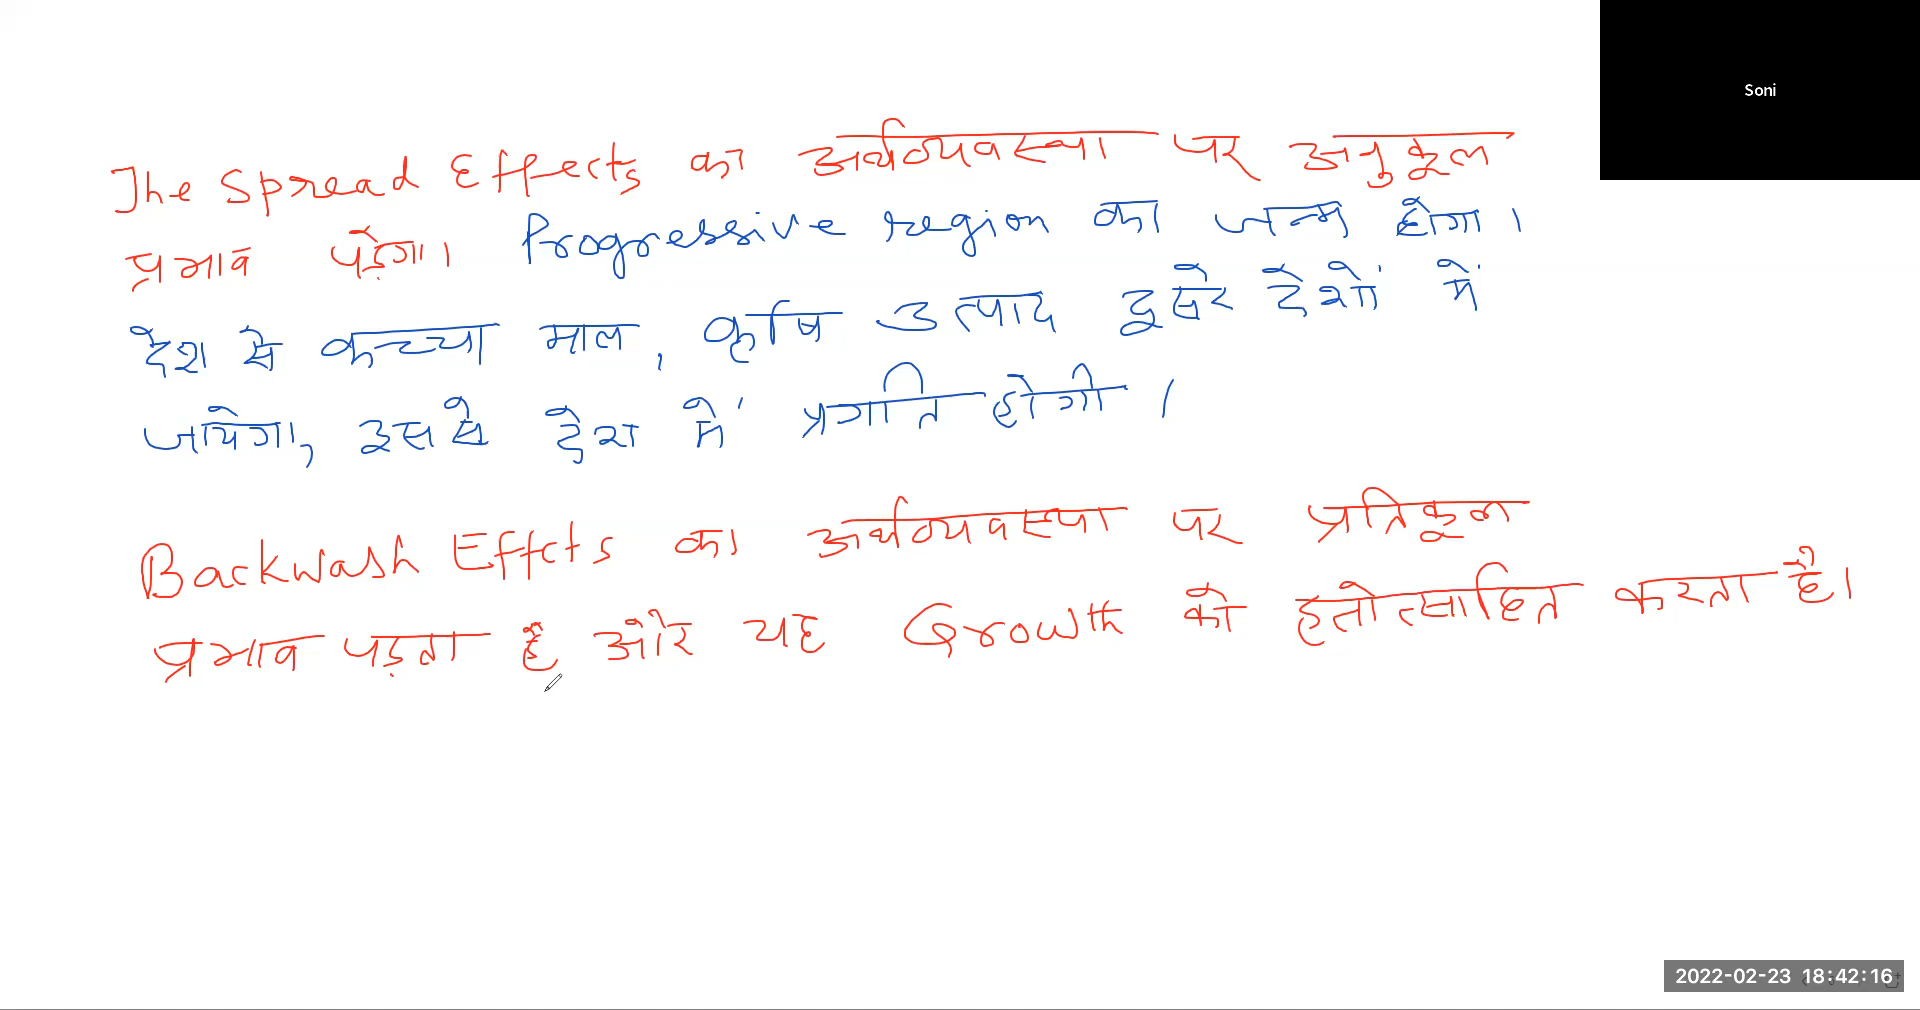 Soni
The Spread Effects का अर्थव्यवस्था पर अनुकूल
प्रभाव पड़ेगा। Progressive region का जन्म होगा।
देश से कच्चा माल, कृषि उत्पाद दुसरे देशों में
जायेगा, इससे देश में प्रगति होगी।
Backwash Effcts का अर्थव्यवस्था पर प्रतिकूल
प्रभाव पड़ता है और यह Growth को हतोत्साहित करता है।
2022-02-23 18:42:16